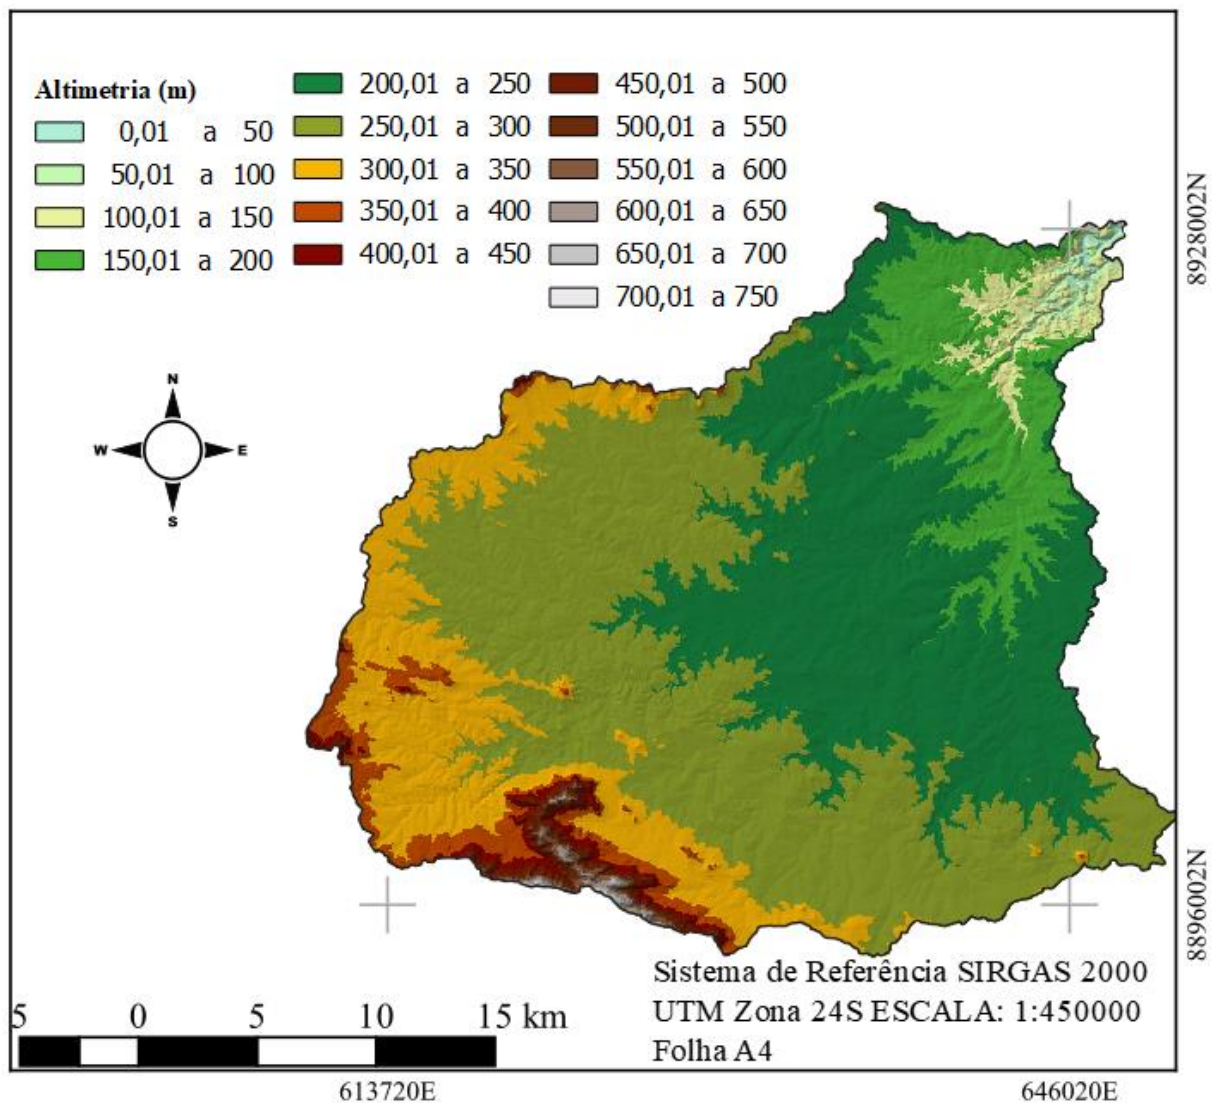 Altimetria (m)
0,01 a 50
50,01 a 100
100,01 a 150
150,01 a 200
200,01 a 250
250,01 a 300
300,01 a 350
350,01 a 400
400,01 a 450
450,01 a 500
500,01 a 550
550,01 a 600
600,01 a 650
650,01 a 700
700,01 a 750
N
W
E
S
8928002N
8896002N
Sistema de Referência SIRGAS 2000
UTM Zona 24S ESCALA: 1:450000
Folha A4
5 0 5 10 15 km
613720E
646020E